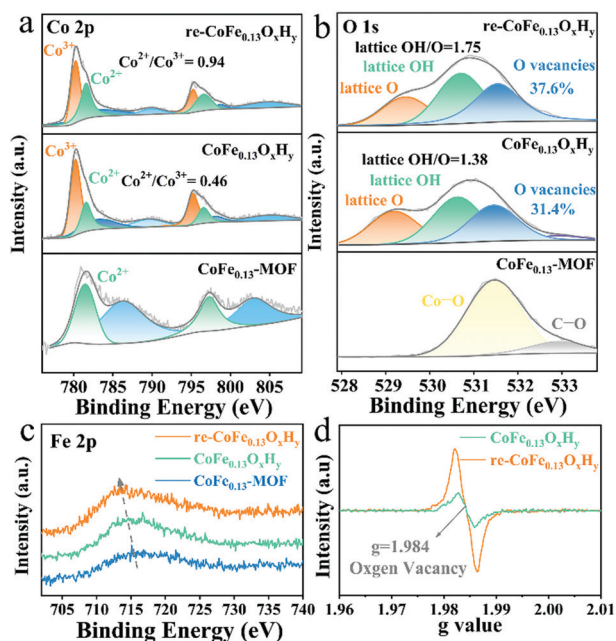 a
Co 2p
re-CoFe0.13OxHy
Co3+
Co2+
Co2+/Co3+ = 0.94
Co3+
CoFe0.13OxHy
Co2+
Co2+/Co3+ = 0.46
Co2+
CoFe0.13-MOF
Intensity (a.u.)
780 785 790 795 800 805
Binding Energy (eV)
b
O 1s
re-CoFe0.13OxHy
lattice OH/O=1.75
lattice OH
lattice O
O vacancies
37.6%
CoFe0.13OxHy
lattice OH/O=1.38
lattice OH
lattice O
O vacancies
31.4%
CoFe0.13-MOF
Co—O
C—O
Intensity (a.u.)
528 529 530 531 532 533
Binding Energy (eV)
c
Fe 2p
re-CoFe0.13OxHy
CoFe0.13OxHy
CoFe0.13-MOF
Intensity (a.u.)
705 710 715 720 725 730 735 740
Binding Energy (eV)
d
CoFe0.13OxHy
re-CoFe0.13OxHy
g=1.984
Oxgen Vacancy
Intensity (a.u)
1.96 1.97 1.98 1.99 2.00 2.01
g value